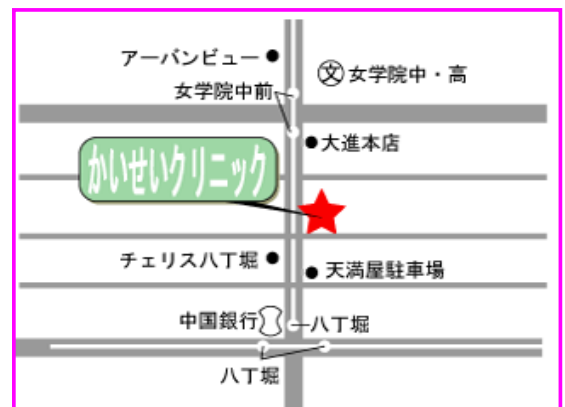 アーバンビュー
文 女学院中・高
女学院中前
大進本店
かいせいクリニック
チェリス八丁堀
天満屋駐車場
中国銀行
八丁堀
八丁堀